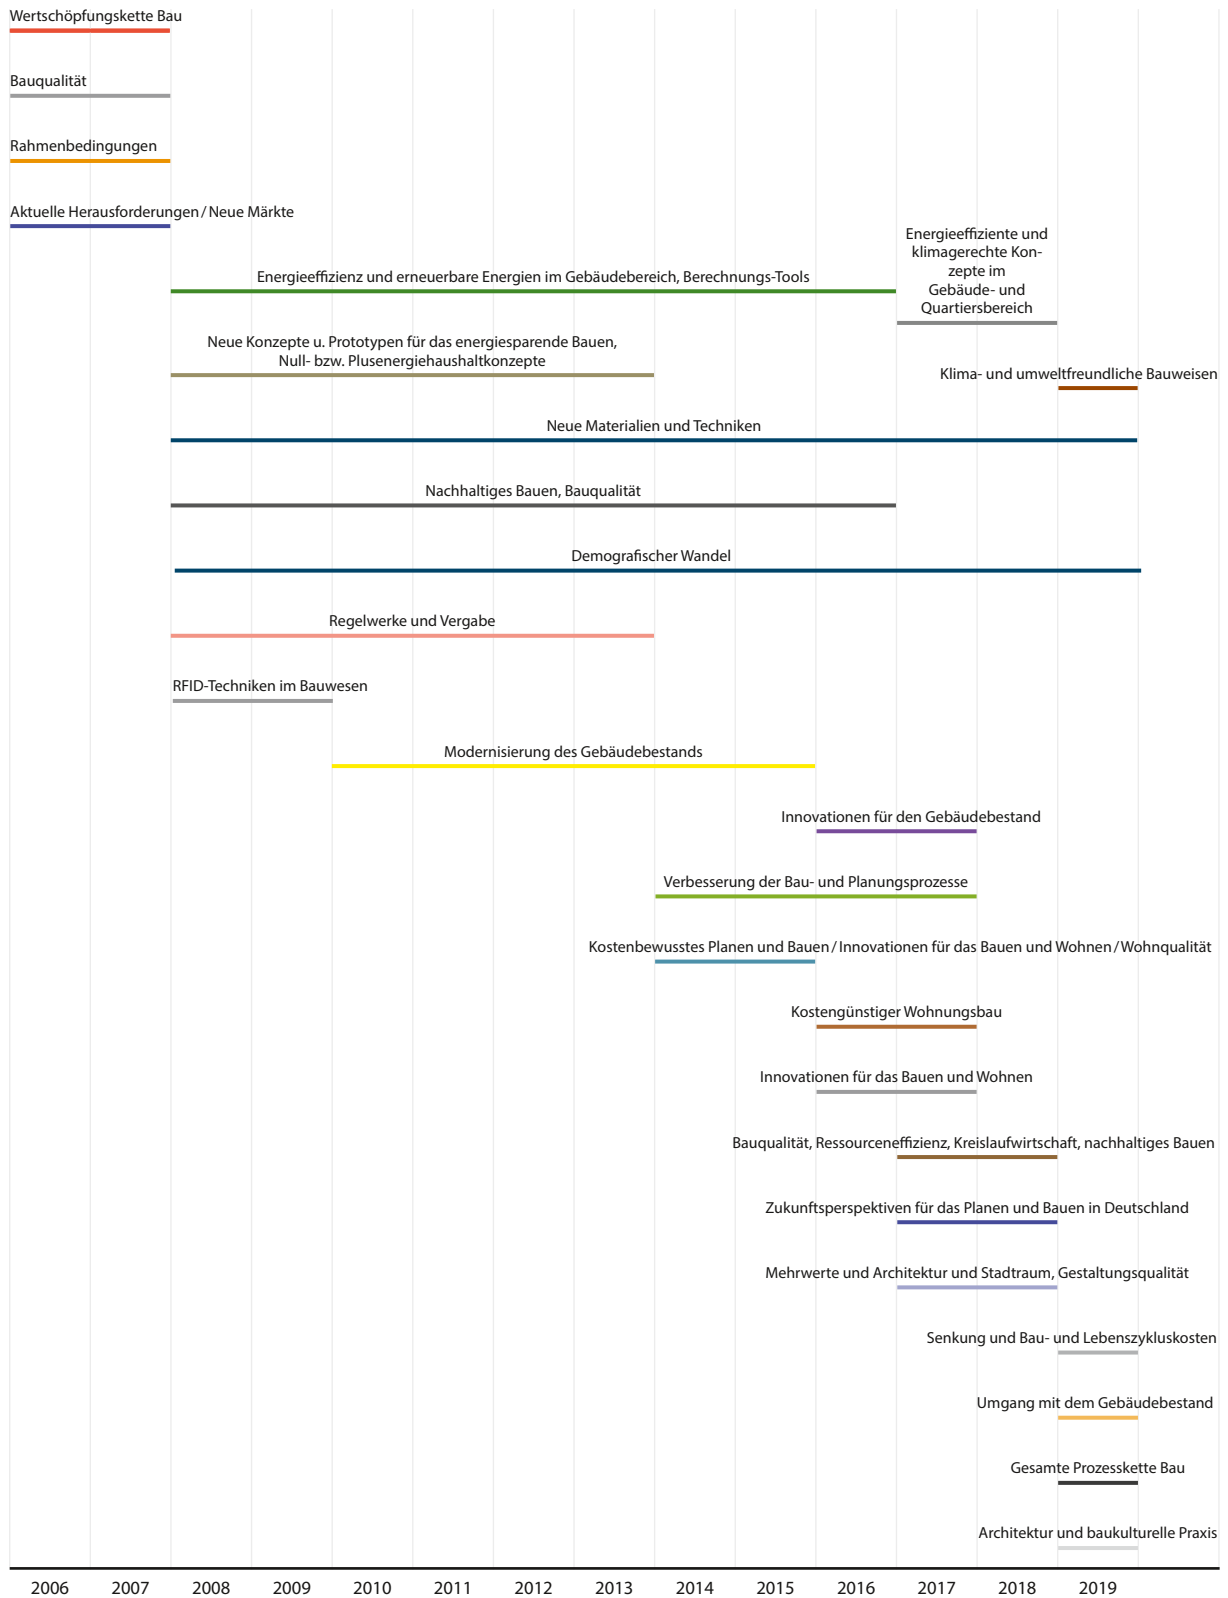 Wertschöpfungskette Bau
Bauqualität
Rahmenbedingungen
Aktuelle Herausforderungen / Neue Märkte
Energieeffiziente und
klimagerechte Kon-
zepte im
Gebäude- und
Quartiersbereich
Energieeffizienz und erneuerbare Energien im Gebäudebereich, Berechnungs-Tools
Neue Konzepte u. Prototypen für das energiesparende Bauen,
Null- bzw. Plusenergiehaushaltkonzepte
Klima- und umweltfreundliche Bauweisen
Neue Materialien und Techniken
Nachhaltiges Bauen, Bauqualität
Demografischer Wandel
Regelwerke und Vergabe
RFID-Techniken im Bauwesen
Modernisierung des Gebäudebestands
Innovationen für den Gebäudebestand
Verbesserung der Bau- und Planungsprozesse
Kostenbewusstes Planen und Bauen / Innovationen für das Bauen und Wohnen / Wohnqualität
Kostengünstiger Wohnungsbau
Innovationen für das Bauen und Wohnen
Bauqualität, Ressourceneffizienz, Kreislaufwirtschaft, nachhaltiges Bauen
Zukunftsperspektiven für das Planen und Bauen in Deutschland
Mehrwerte und Architektur und Stadtraum, Gestaltungsqualität
Senkung und Bau- und Lebenszykluskosten
Umgang mit dem Gebäudebestand
Gesamte Prozesskette Bau
Architektur und baukulturelle Praxis
2006 2007 2008 2009 2010 2011 2012 2013 2014 2015 2016 2017 2018 2019